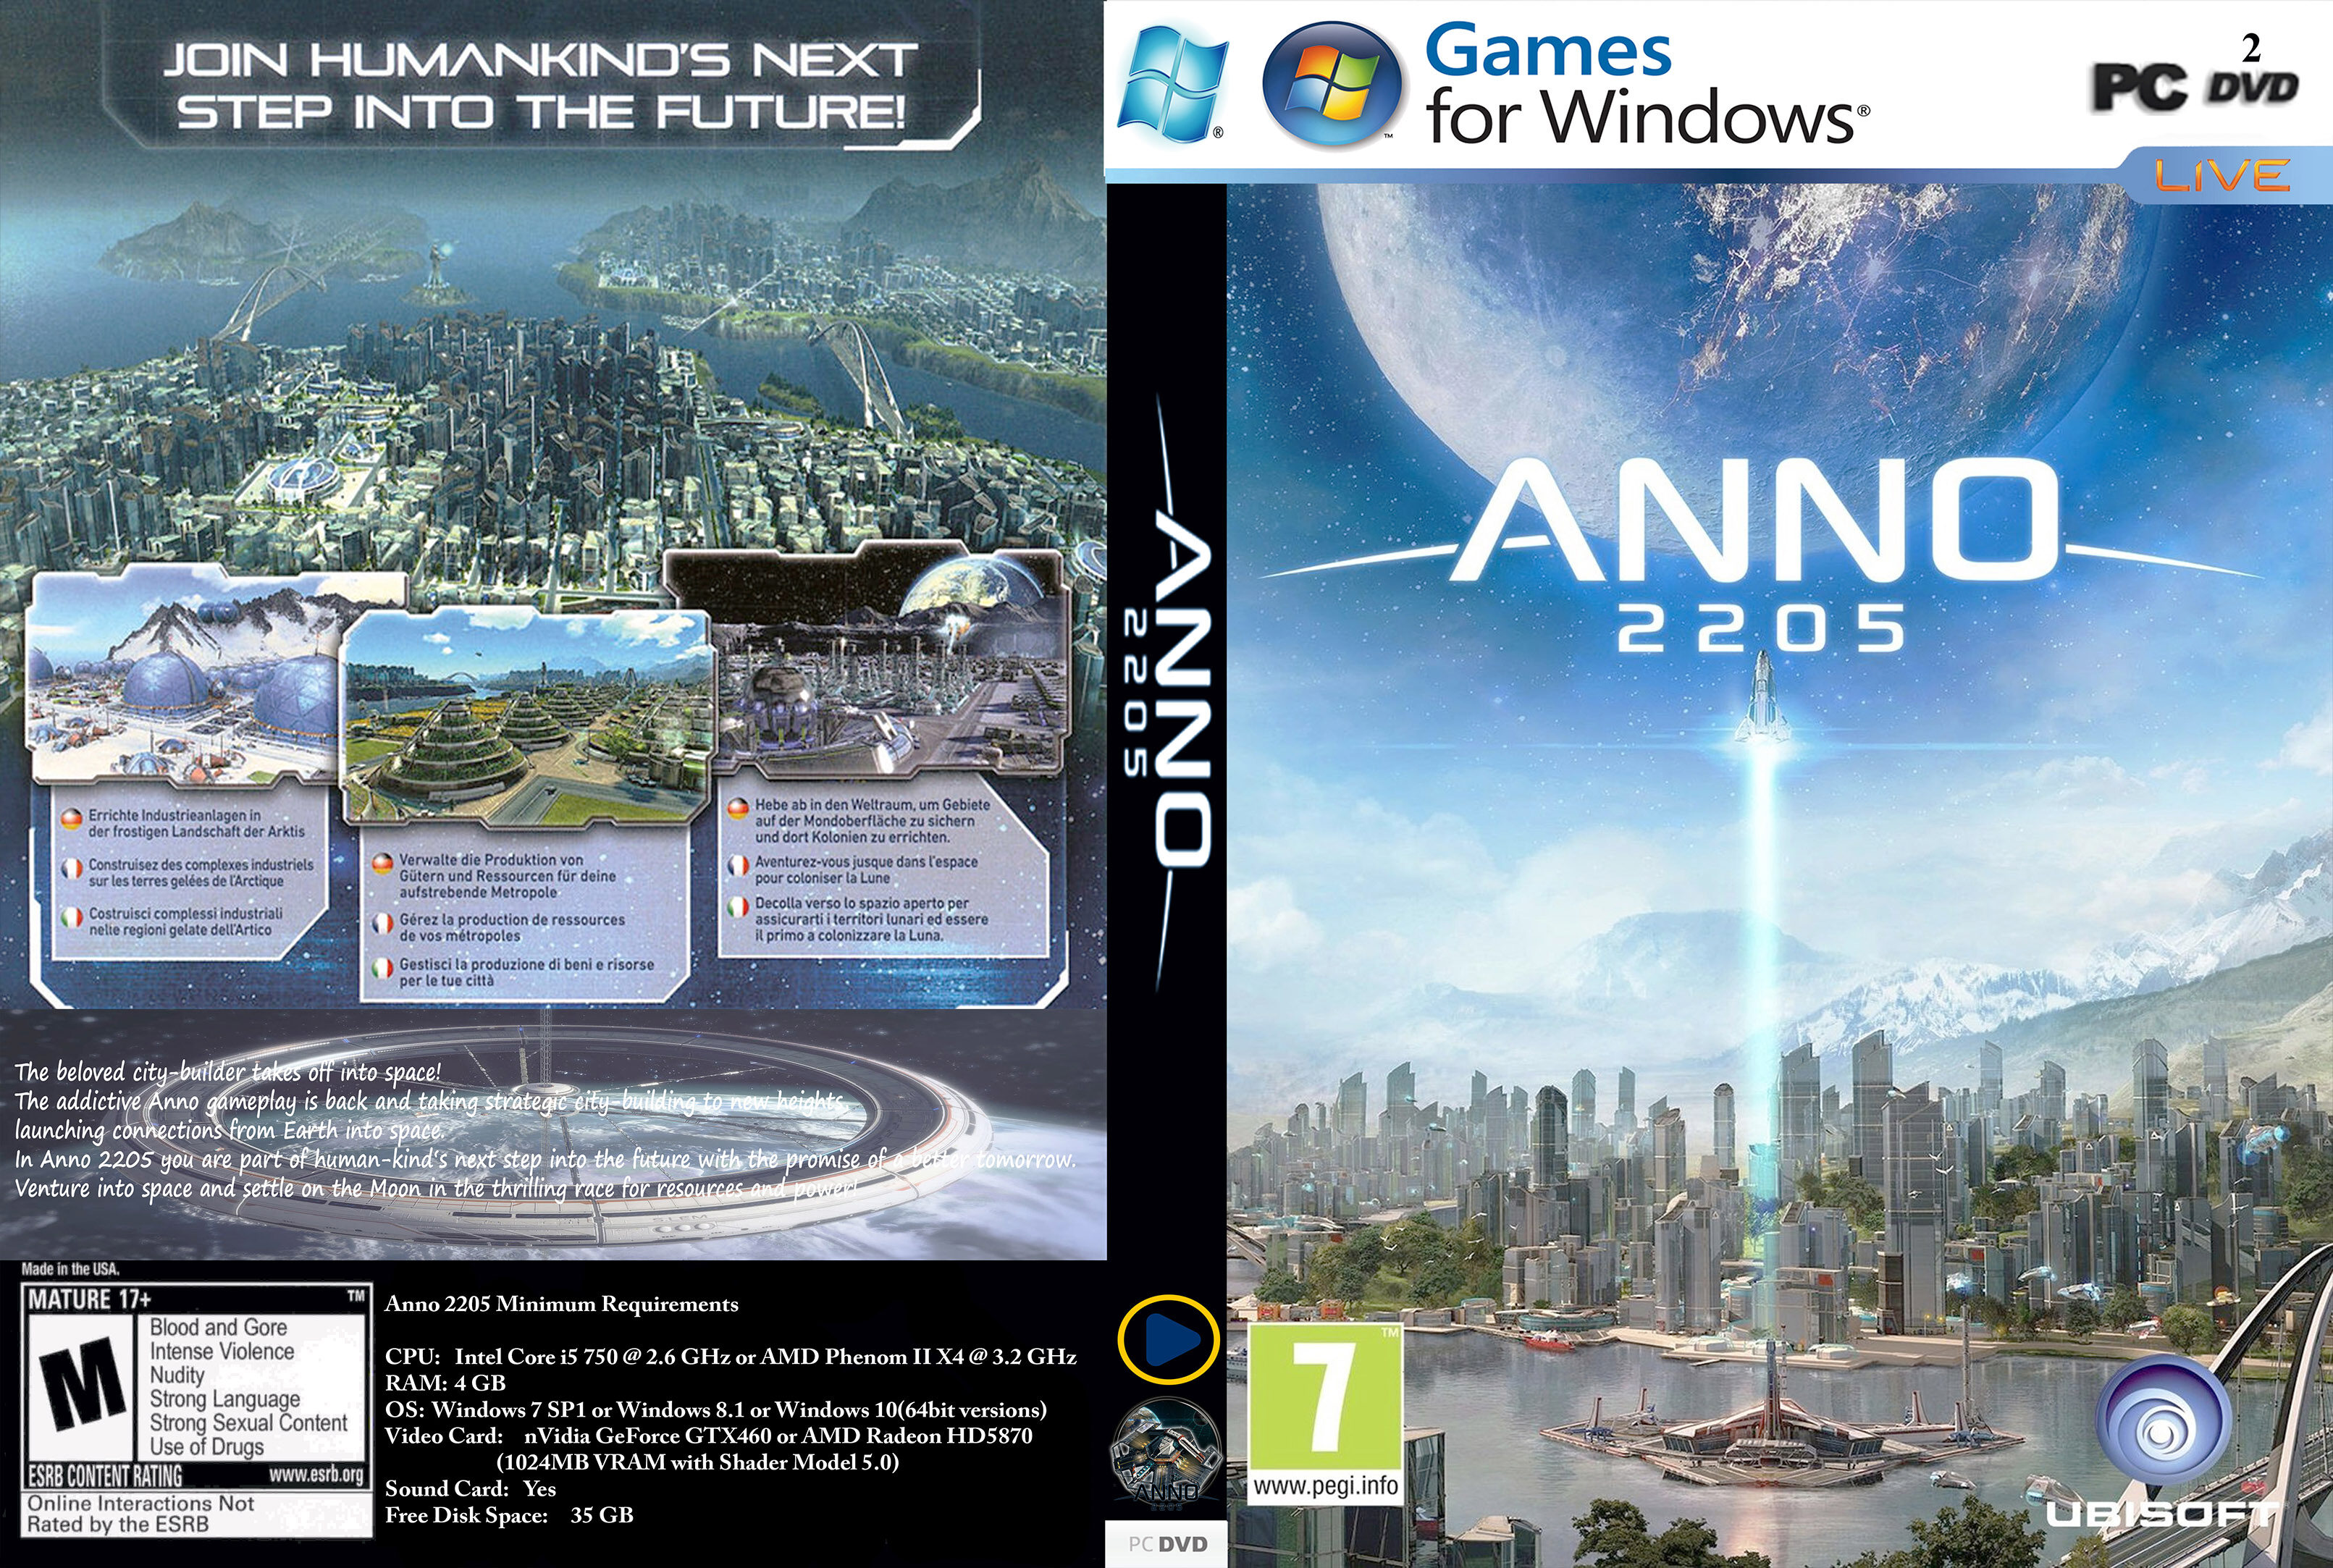 JOIN HUMANKIND'S NEXT
STEP INTO THE FUTURE!
Errichte Industrieanlagen in
der frostigen Landschaft der Arktis
Construisez des complexes industriels
sur les terres gelées de l'Arctique
Costruisci complessi industriali
nelle regioni gelate dell'Artico
Verwalte die Produktion von
Gütern und Ressourcen für deine
aufstrebende Metropole
Gérez la production de ressources
de vos métropoles
Gestisci la produzione di beni e risorse
per le tue città
Hebe ab in den Weltraum, um Gebiete
auf der Mondoberfläche zu sichern
und dort Kolonien zu errichten.
Aventurez-vous jusque dans l'espace
pour coloniser la Lune
Decolla verso lo spazio aperto per
assicurarti i territori lunari ed essere
il primo a colonizzare la Luna.
The beloved city-builder takes off into space!
The addictive Anno gameplay is back and taking strategic city-building to new heights,
launching connections from Earth into space.
In Anno 2205 you are part of human-kind's next step into the future with the promise of a better tomorrow.
Venture into space and settle on the Moon in the thrilling race for resources and power!
Made in the USA.
MATURE 17+ TM
M
Blood and Gore
Intense Violence
Nudity
Strong Language
Strong Sexual Content
Use of Drugs
ESRB CONTENT RATING www.esrb.org
Online Interactions Not
Rated by the ESRB
Anno 2205 Minimum Requirements
CPU: Intel Core i5 750 @ 2.6 GHz or AMD Phenom II X4 @ 3.2 GHz
RAM: 4 GB
OS: Windows 7 SP1 or Windows 8.1 or Windows 10(64bit versions)
Video Card: nVidia GeForce GTX460 or AMD Radeon HD5870
(1024MB VRAM with Shader Model 5.0)
Sound Card: Yes
Free Disk Space: 35 GB
ANNO
2205
ANNO
2205
PC DVD
® ™
Games
for Windows®
2
PC DVD
LIVE
ANNO
2205
7 ™
www.pegi.info
UBISOFT